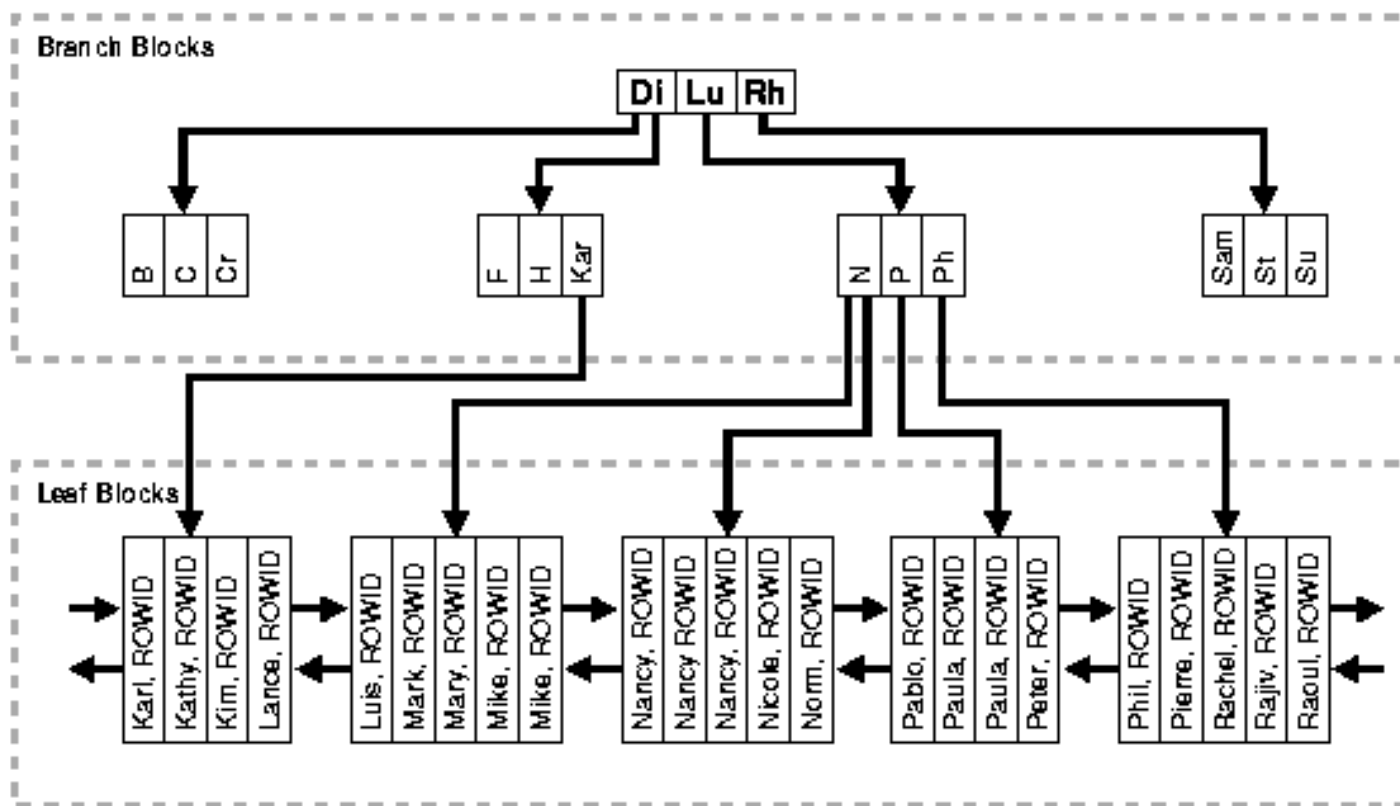 Branch Blocks
Di Lu Rh
B
C
Cr
F
H
Kar
N
P
Ph
Sam
St
Su
Leaf Blocks
Karl, ROWID
Kathy, ROWID
Kim, ROWID
Lance, ROWID
Luis, ROWID
Mark, ROWID
Mary, ROWID
Mike, ROWID
Mike, ROWID
Nancy, ROWID
Nancy ROWID
Nancy, ROWID
Nicole, ROWID
Norm, ROWID
Pablo, ROWID
Paula, ROWID
Paula, ROWID
Peter, ROWID
Phil, ROWID
Pierre, ROWID
Rachel, ROWID
Rajiv, ROWID
Raoul, ROWID